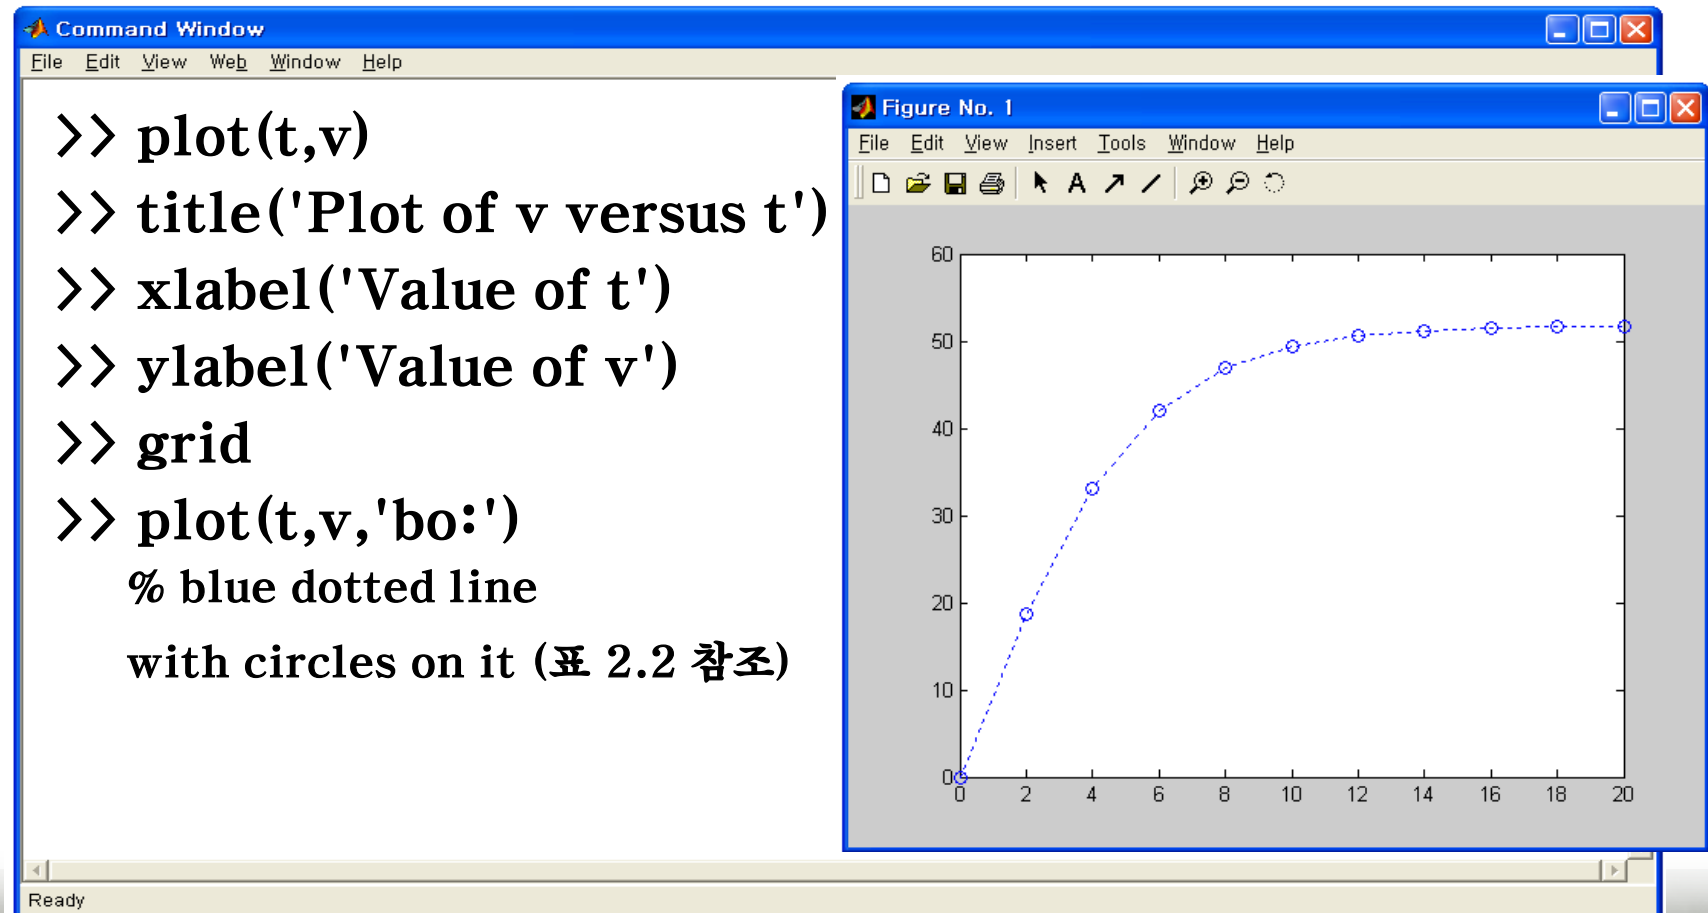 Command Window
File Edit View Web Window Help
>> plot(t,v)
>> title('Plot of v versus t')
>> xlabel('Value of t')
>> ylabel('Value of v')
>> grid
>> plot(t,v,'bo:')
% blue dotted line
with circles on it (표 2.2 참조)
Ready
Figure No. 1
File Edit View Insert Tools Window Help
A
60
50
40
30
20
10
0
0 2 4 6 8 10 12 14 16 18 20